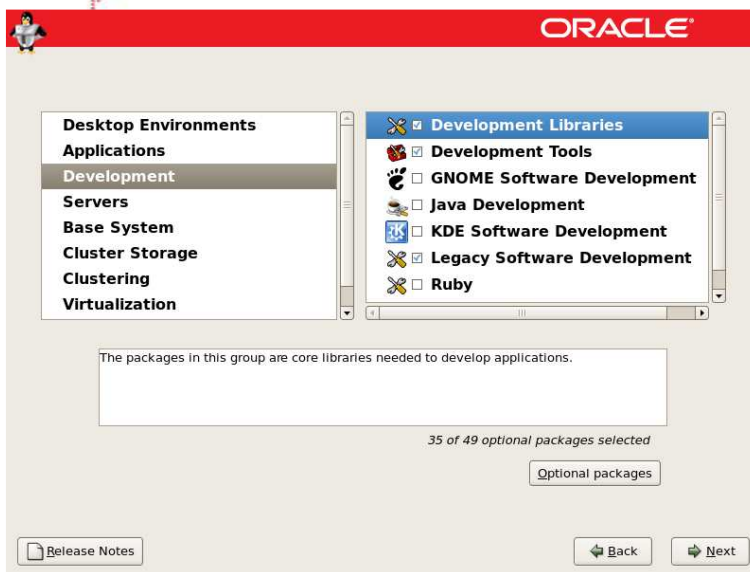 ORACLE®
Desktop Environments
Applications
Development
Servers
Base System
Cluster Storage
Clustering
Virtualization
Development Libraries
Development Tools
GNOME Software Development
Java Development
KDE Software Development
Legacy Software Development
Ruby
The packages in this group are core libraries needed to develop applications.
35 of 49 optional packages selected
Optional packages
Release Notes
Back
Next